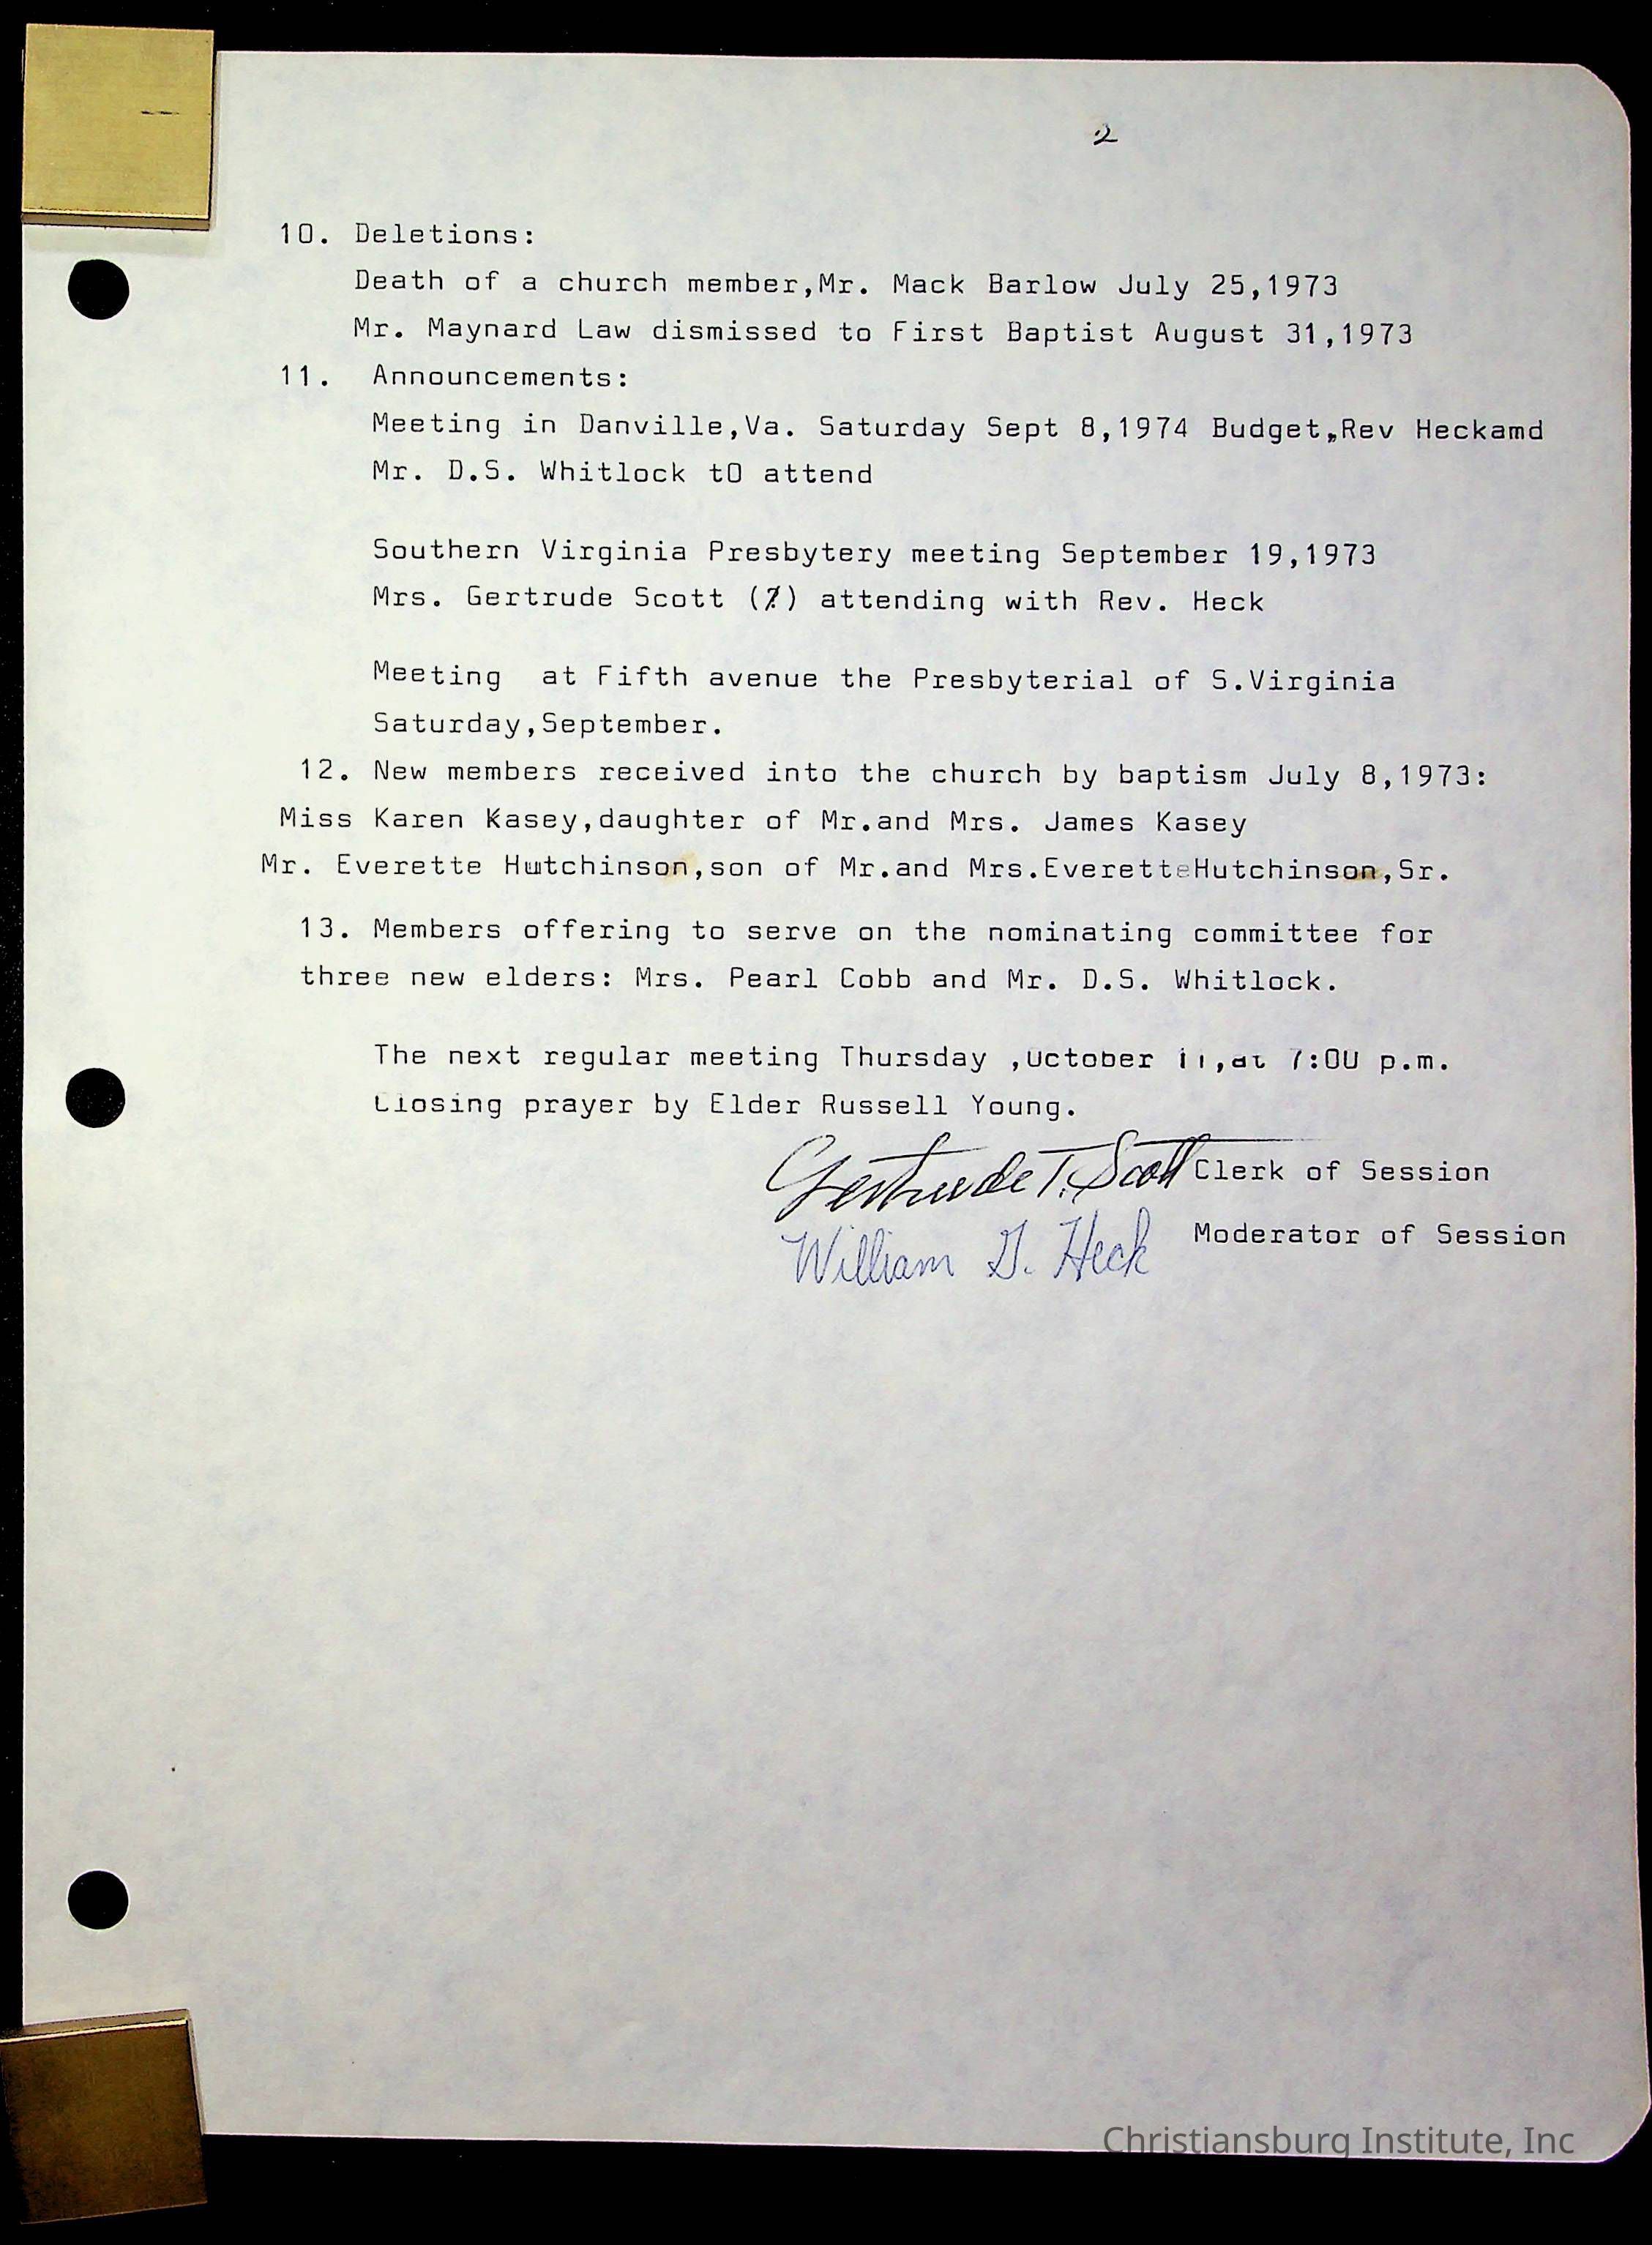 2
10. Deletions:
Death of a church member,Mr. Mack Barlow July 25,1973
Mr. Maynard Law dismissed to First Baptist August 31,1973
11. Announcements:
Meeting in Danville,Va. Saturday Sept 8,1974 Budget,Rev Heckamd
Mr. D.S. Whitlock tO attend
Southern Virginia Presbytery meeting September 19,1973
Mrs. Gertrude Scott (?) attending with Rev. Heck
Meeting at Fifth avenue the Presbyterial of S.Virginia
Saturday,September.
12. New members received into the church by baptism July 8,1973:
Miss Karen Kasey,daughter of Mr.and Mrs. James Kasey
Mr. Everette Hutchinson,son of Mr.and Mrs.EveretteHutchinson,Sr.
13. Members offering to serve on the nominating committee for
three new elders: Mrs. Pearl Cobb and Mr. D.S. Whitlock.
The next regular meeting Thursday ,October 11,at 7:00 p.m.
Closing prayer by Elder Russell Young.
Gertrude T. Scott Clerk of Session
William G. Heck Moderator of Session
Christiansburg Institute, Inc